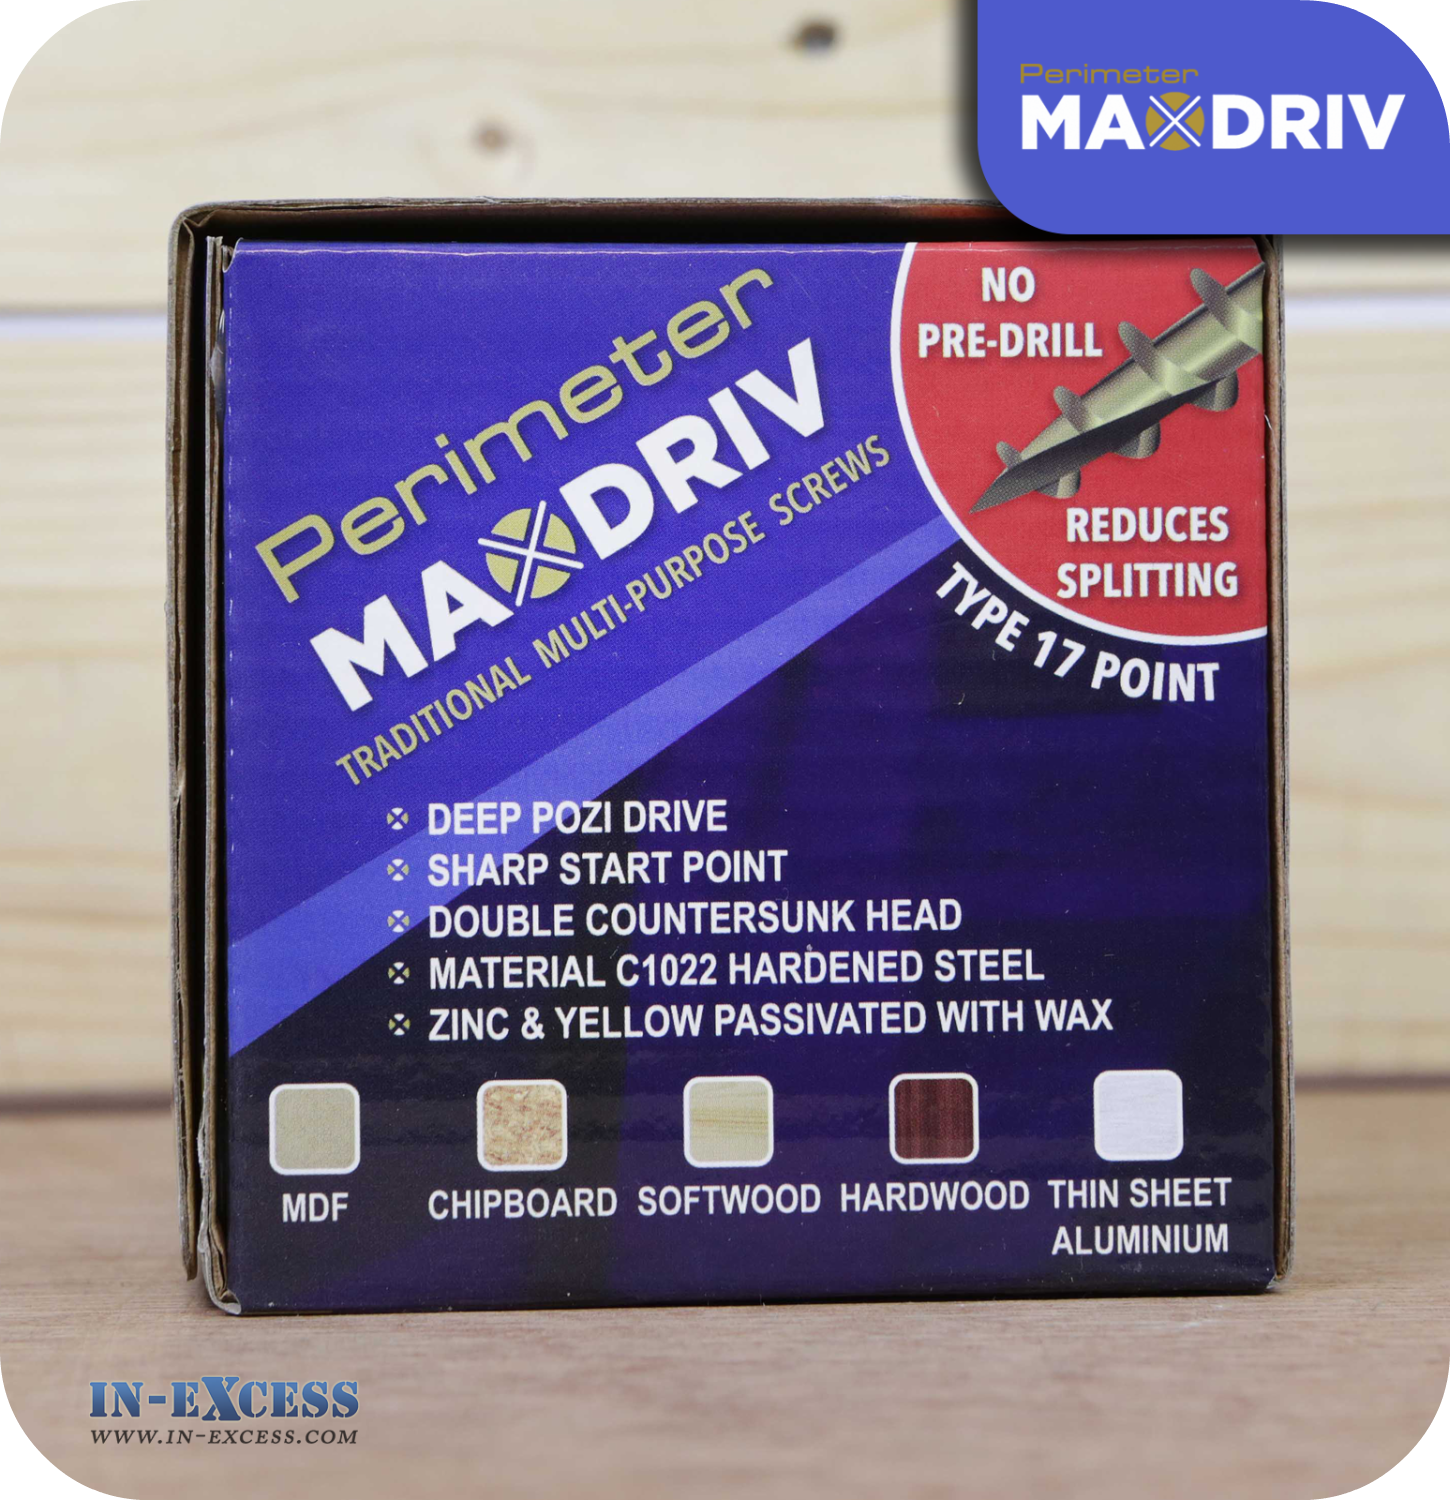 Perimeter
MAXDRIV
NO
PRE-DRILL
REDUCES
SPLITTING
TYPE 17 POINT
Perimeter
MAXDRIV
TRADITIONAL MULTI-PURPOSE SCREWS
DEEP POZI DRIVE
SHARP START POINT
DOUBLE COUNTERSUNK HEAD
MATERIAL C1022 HARDENED STEEL
ZINC & YELLOW PASSIVATED WITH WAX
MDF
CHIPBOARD
SOFTWOOD
HARDWOOD
THIN SHEET
ALUMINIUM
IN-EXCESS
WWW.IN-EXCESS.COM